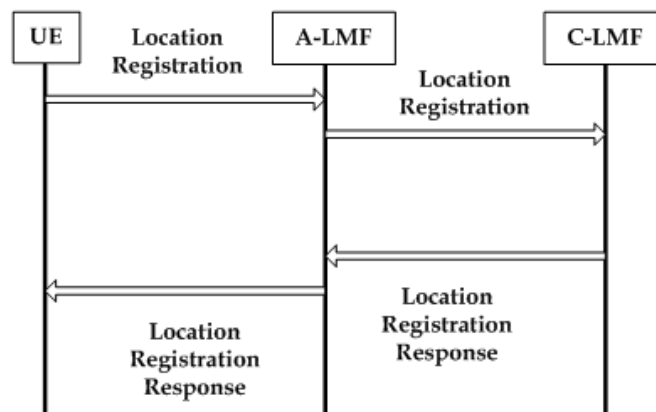 UE
A-LMF
C-LMF
Location
Registration
Location
Registration
Location
Registration
Response
Location
Registration
Response